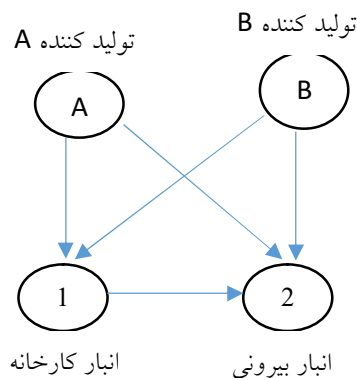 تولید کننده B
تولید کننده A
B
A
1
2
انبار کارخانه
انبار بیرونی